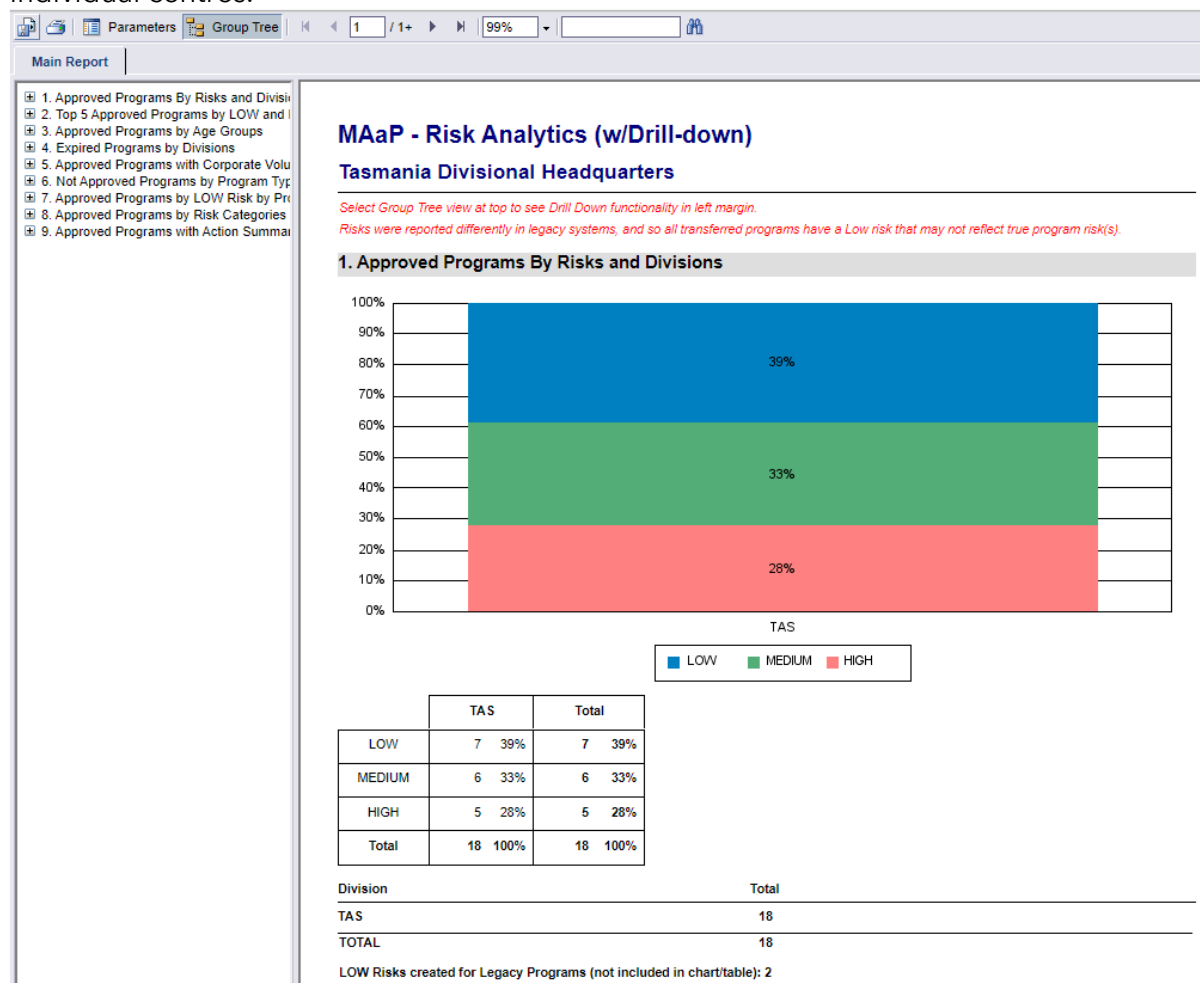 individual centres.
Parameters Group Tree 1 / 1+ 99%
Main Report
1. Approved Programs By Risks and Divisi
2. Top 5 Approved Programs by LOW and
3. Approved Programs by Age Groups
4. Expired Programs by Divisions
5. Approved Programs with Corporate Volu
6. Not Approved Programs by Program Typ
7. Approved Programs by LOW Risk by Pro
8. Approved Programs by Risk Categories
9. Approved Programs with Action Summar
MAaP - Risk Analytics (w/Drill-down)
Tasmania Divisional Headquarters
Select Group Tree view at top to see Drill Down functionality in left margin.
Risks were reported differently in legacy systems, and so all transferred programs have a Low risk that may not reflect true program risk(s).
1. Approved Programs By Risks and Divisions
100%
90%
80%
70%
60%
50%
40%
30%
20%
10%
0%
39%
33%
28%
TAS
LOW MEDIUM HIGH
TAS Total
LOW 7 39% 7 39%
MEDIUM 6 33% 6 33%
HIGH 5 28% 5 28%
Total 18 100% 18 100%
Division Total
TAS 18
TOTAL 18
LOW Risks created for Legacy Programs (not included in chart/table): 2